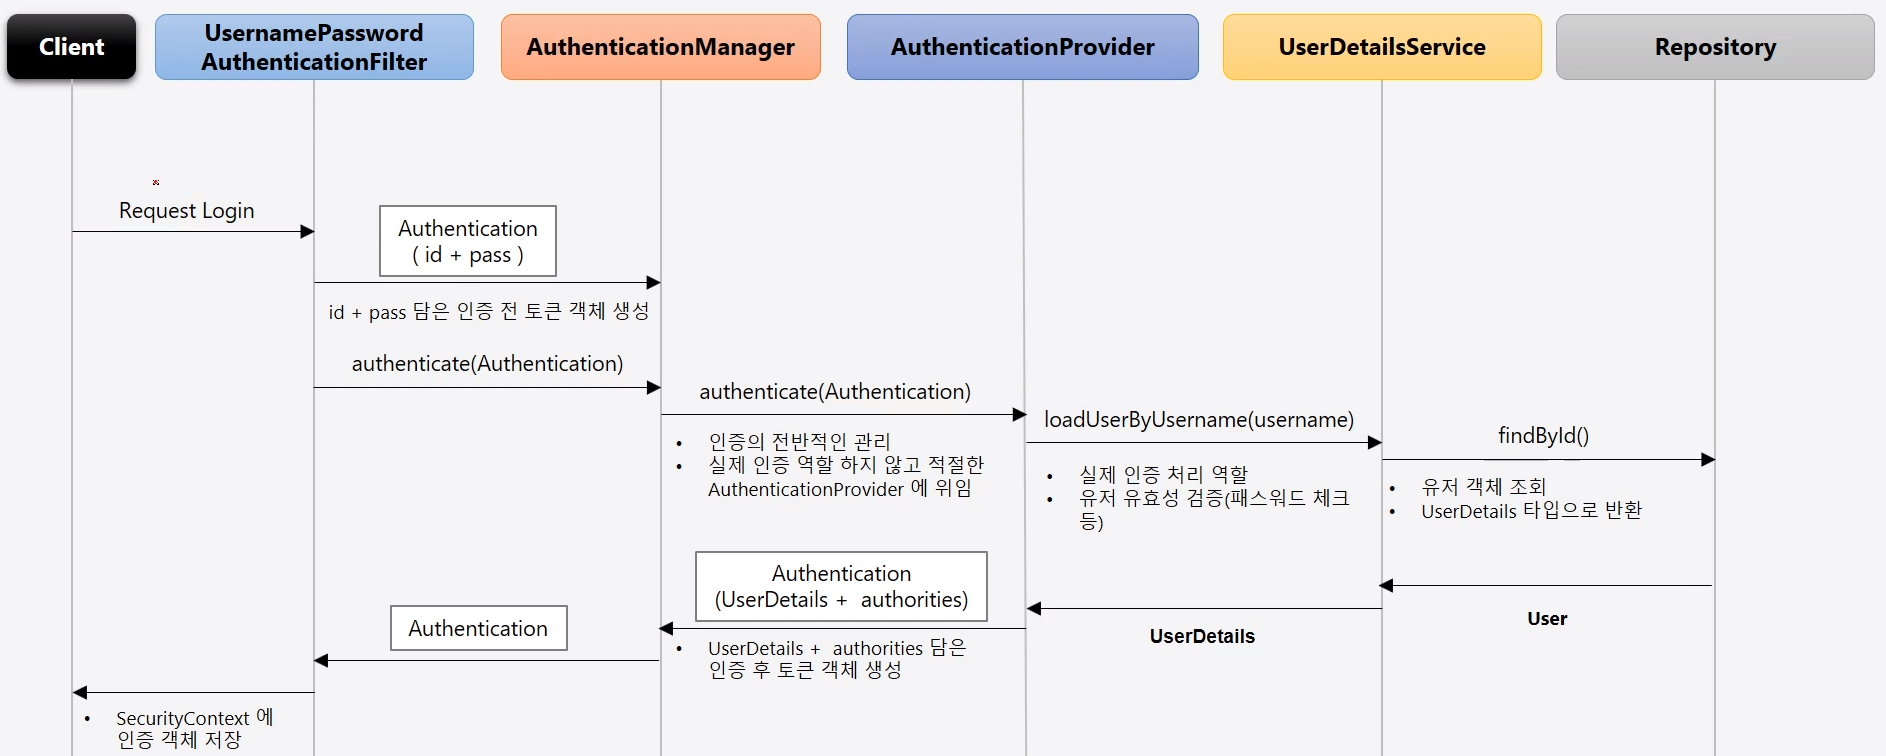 Client
UsernamePassword
AuthenticationFilter
AuthenticationManager
AuthenticationProvider
UserDetailsService
Repository
Request Login
Authentication
( id + pass )
id + pass 담은 인증 전 토큰 객체 생성
authenticate(Authentication)
authenticate(Authentication)
• 인증의 전반적인 관리
• 실제 인증 역할 하지 않고 적절한
AuthenticationProvider 에 위임
loadUserByUsername(username)
• 실제 인증 처리 역할
• 유저 유효성 검증(패스워드 체크
등)
findById()
• 유저 객체 조회
• UserDetails 타입으로 반환
User
UserDetails
Authentication
(UserDetails + authorities)
• UserDetails + authorities 담은
인증 후 토큰 객체 생성
Authentication
• SecurityContext 에
인증 객체 저장